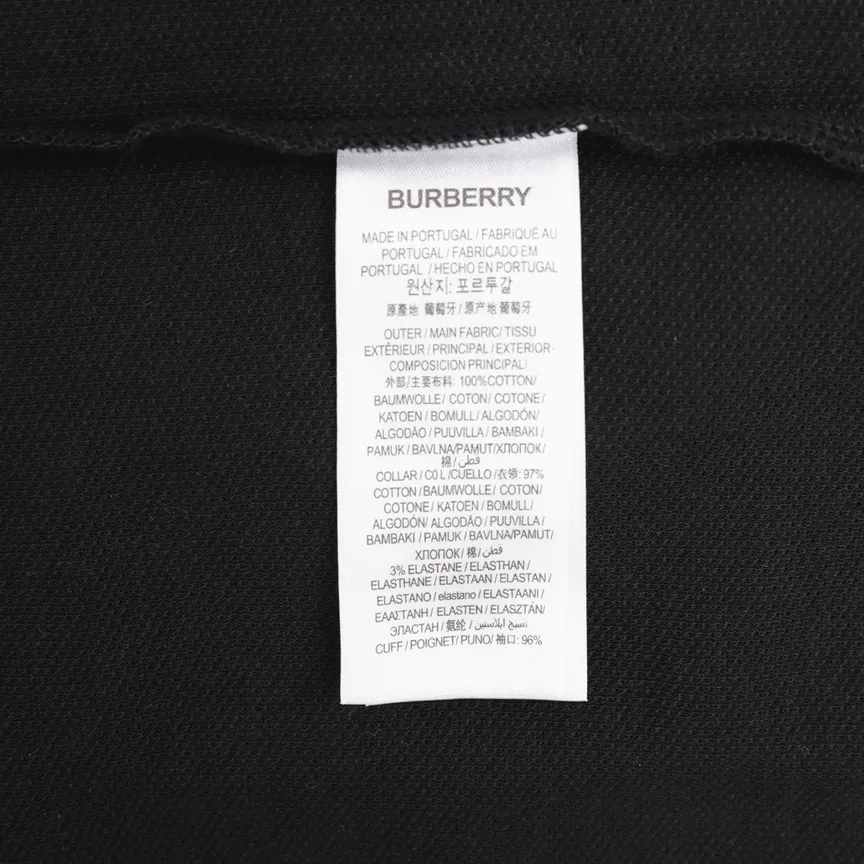 BURBERRY
MADE IN PORTUGAL / FABRIQUÉ AU
PORTUGAL / FABRICADO EM
PORTUGAL / HECHO EN PORTUGAL
원산지: 포르투갈
原產地 葡萄牙 / 原产地 葡萄牙
OUTER / MAIN FABRIC/ TISSU
EXTÉRIEUR / PRINCIPAL / EXTERIOR-
COMPOSICION PRINCIPAL/
外部/主要布料: 100%COTTON/
BAUMWOLLE/ COTON/ COTONE/
KATOEN / BOMULL/ ALGODÓN/
ALGODÃO / PUUVILLA / BAMBAKI /
PAMUK / BAVLNA/PAMUT/ХЛОПОК/
棉/ قطن/
COLLAR / C0 L /CUELLO /衣领: 97%
COTTON /BAUMWOLLE/ COTON/
COTONE / KATOEN / BOMULL/
ALGODÓN/ ALGODÃO / PUUVILLA /
BAMBAKI / PAMUK / BAVLNA/PAMUT/
ХЛОПОК/ 棉/ قطن/
3% ELASTANE / ELASTHAN /
ELASTHANE / ELASTAAN / ELASTAN /
ELASTANO / elastano / ELASTAANI /
ΕΛΑΣΤΑΝΗ / ELASTEN / ELASZTÁN/
ЭЛАСТАН / 氨纶 / نسيج ايلاستين/
CUFF / POIGNET/ PUNO/ 袖口: 96%